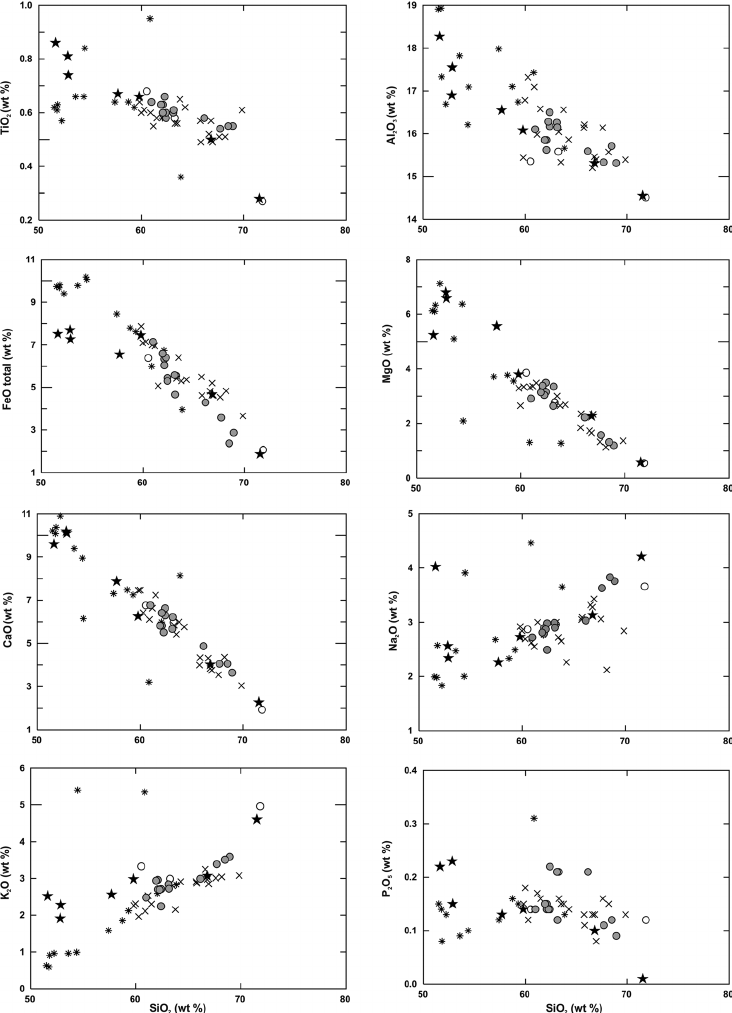 1.0
0.8
0.6
0.4
0.2
TiO₂ (wt %)
50 60 70 80
19
18
17
16
15
14
Al₂O₃ (wt %)
50 60 70 80
11
9
7
5
3
1
FeO total (wt %)
50 60 70 80
8
6
4
2
0
MgO (wt %)
50 60 70 80
11
9
7
5
3
1
CaO (wt %)
50 60 70 80
5
4
3
2
1
Na₂O (wt %)
50 60 70 80
6
5
4
3
2
1
0
K₂O (wt %)
50 60 70 80
SiO₂ (wt %)
0.4
0.3
0.2
0.1
0.0
P₂O₅ (wt %)
50 60 70 80
SiO₂ (wt %)